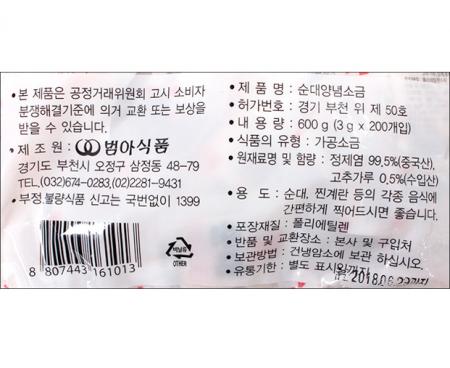 • 본 제품은 공정거래위원회 고시 소비자
분쟁해결기준에 의거 교환 또는 보상을
받을 수 있습니다.
• 제 조 원 : 범아식품
경기도 부천시 오정구 삼정동 48-79
TEL.(032)674-0283,(02)2281-9431
• 부정.불량식품 신고는 국번없이 1399
8 807443 161013
비닐류
OTHER
• 제 품 명 : 순대양념소금
• 허가번호 : 경기 부천 위 제 50호
• 내 용 량 : 600 g (3 g × 200개입)
• 식품의 유형 : 가공소금
• 원재료명 및 함량 : 정제염 99.5%(중국산),
고추가루 0.5%(수입산)
• 용 도 : 순대, 찐계란 등의 각종 음식에
간편하게 찍어드시면 좋습니다.
• 포장재질 : 폴리에틸렌
• 반품 및 교환장소 : 본사 및 구입처
• 보관방법 : 건냉암소에 보관 하십시오.
• 유통기한 : 별도 표시일까지